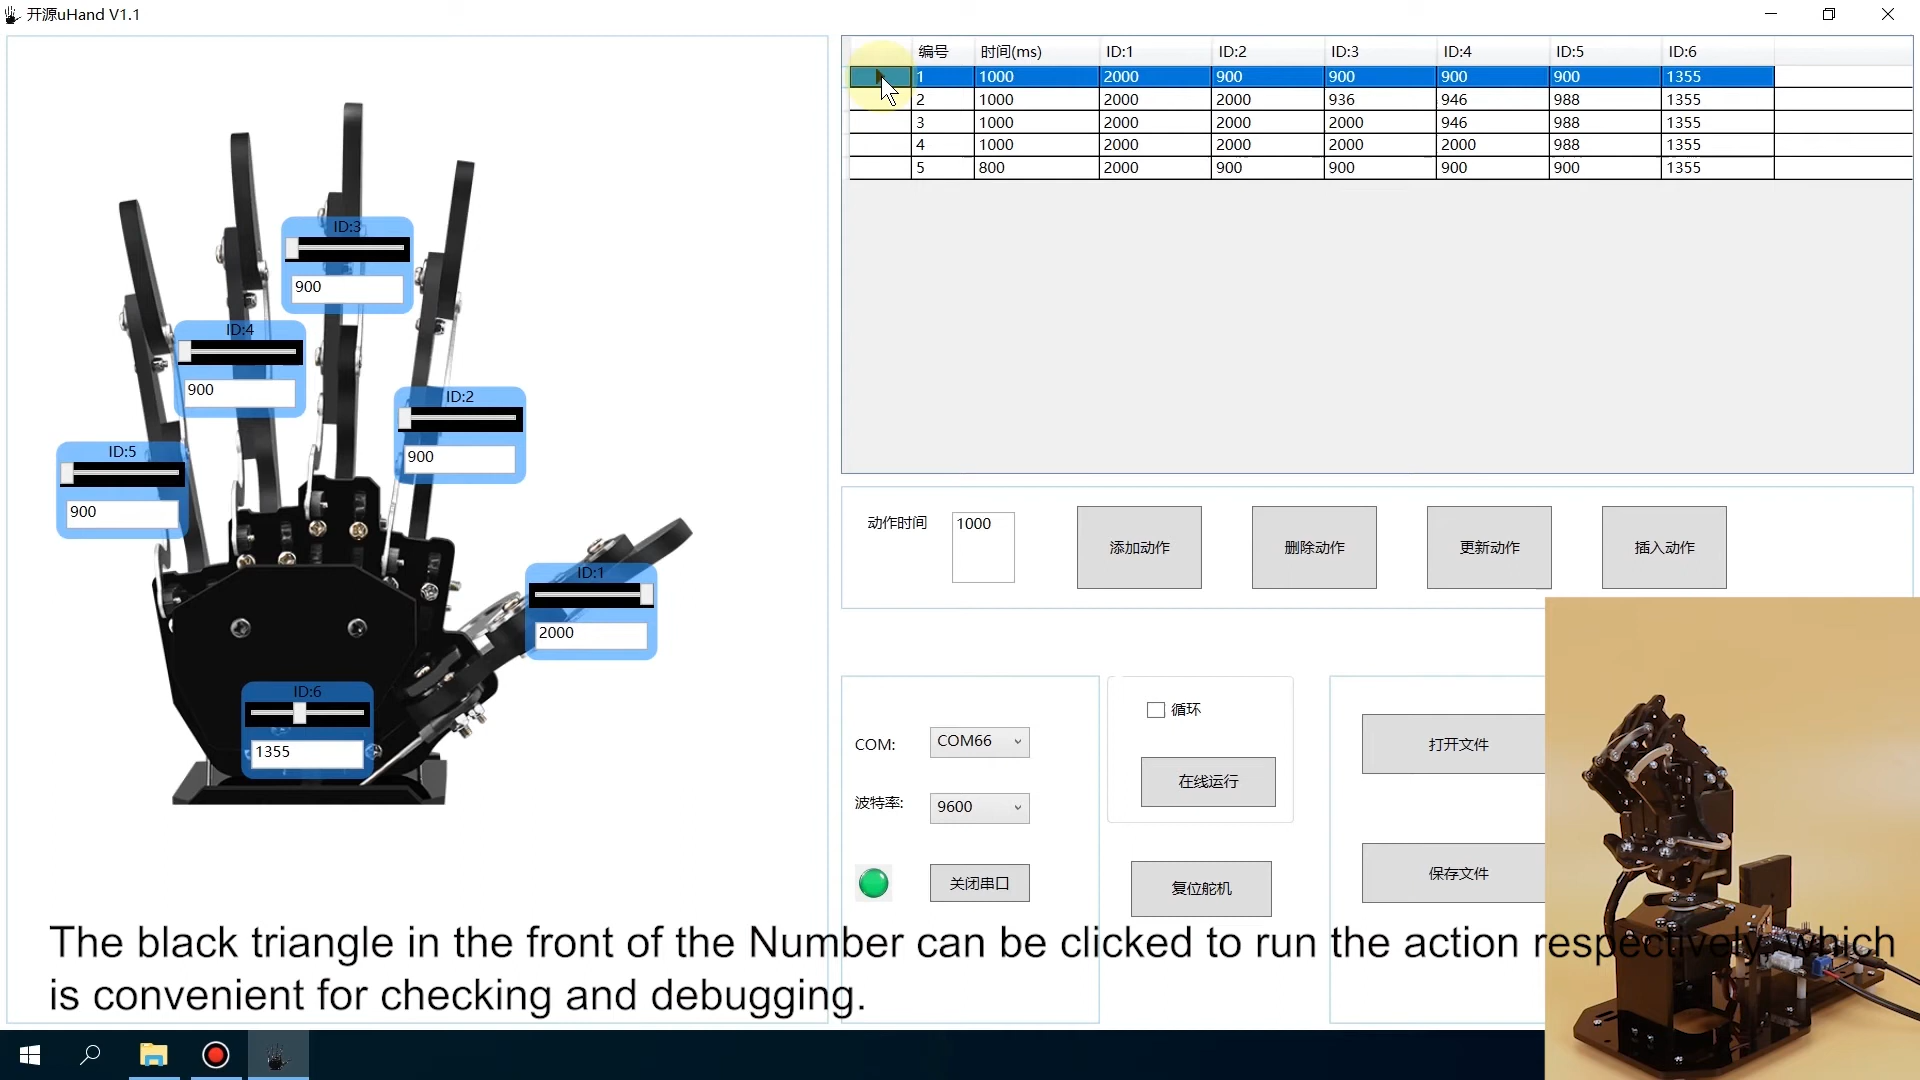 开源uHand V1.1
编号 时间(ms) ID:1 ID:2 ID:3 ID:4 ID:5 ID:6
1 1000 2000 900 900 900 900 1355
2 1000 2000 2000 936 946 988 1355
3 1000 2000 2000 2000 946 988 1355
4 1000 2000 2000 2000 2000 988 1355
5 800 2000 900 900 900 900 1355
ID:3
900
ID:4
900
ID:2
900
ID:5
900
ID:1
2000
ID:6
1355
动作时间 1000 添加动作 删除动作 更新动作 插入动作
COM: COM66
波特率: 9600
关闭串口
循环
在线运行
复位舵机
打开文件
保存文件
The black triangle in the front of the Number can be clicked to run the action respectively, which
is convenient for checking and debugging.